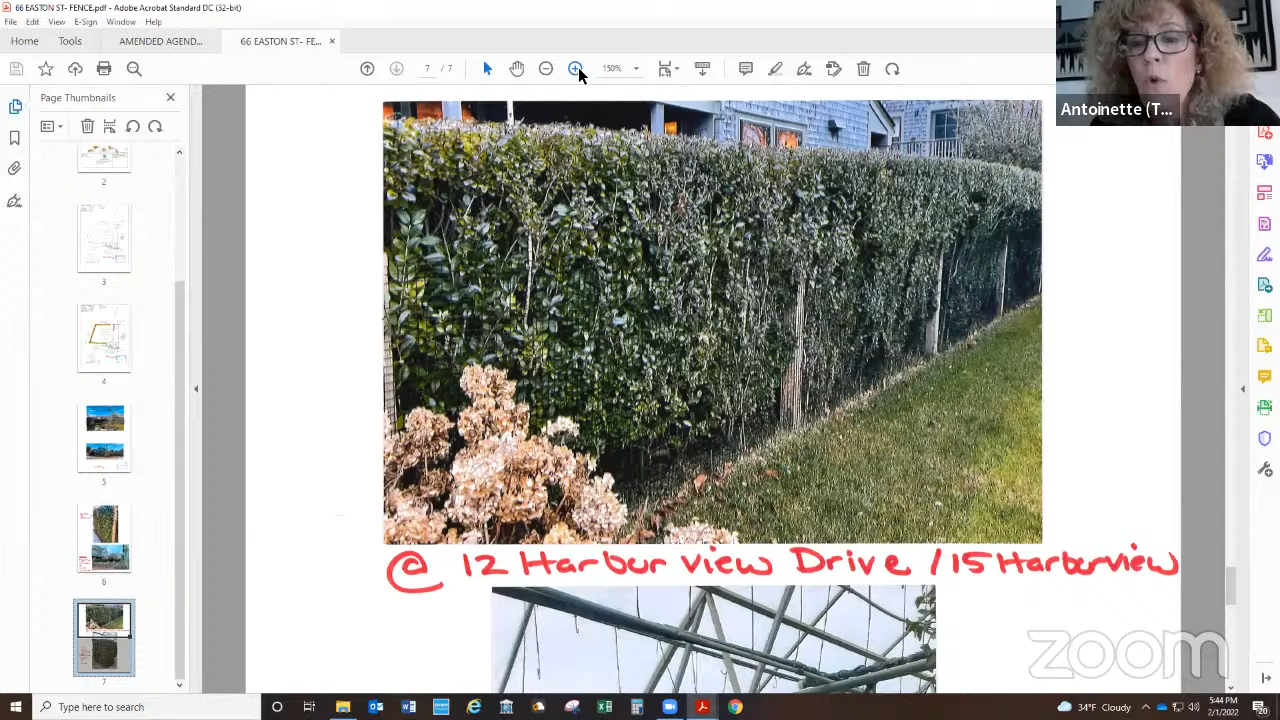 66 EASTON ST- FENCE.pdf - Adobe Acrobat Standard DC (32-bit)
File Edit View E-Sign Window Help
Home Tools AMENDED AGEND... 66 EASTON ST- FE... ×
7 / 7 150%
Page Thumbnails
2
3
4
5
6
7
Antoinette (T...
@ 12 Harbor view Drive / 15 Harborview
zoom
Type here to search
34°F Cloudy
5:44 PM
2/1/2022
20